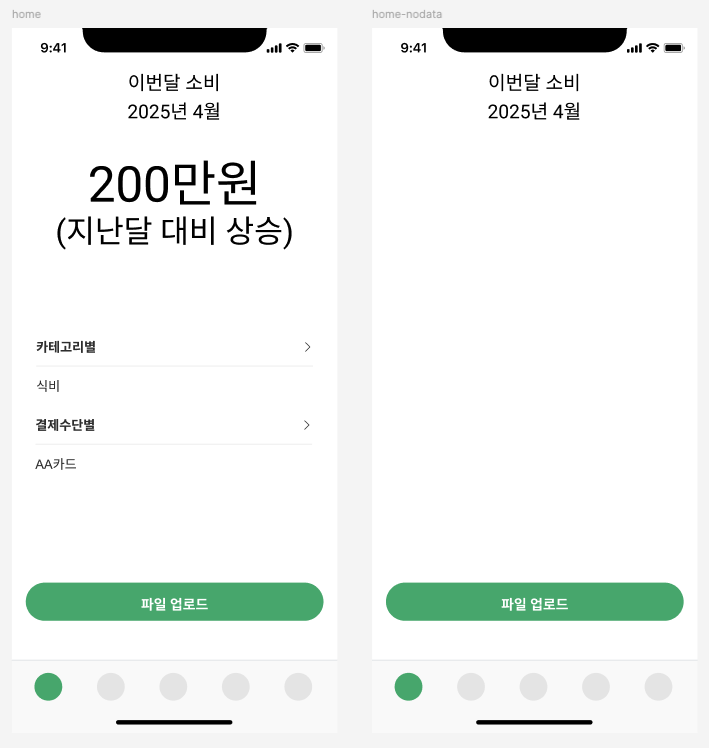 home
9:41
이번달 소비
2025년 4월
200만원
(지난달 대비 상승)
카테고리별
식비
결제수단별
AA카드
파일 업로드
home-nodata
9:41
이번달 소비
2025년 4월
파일 업로드